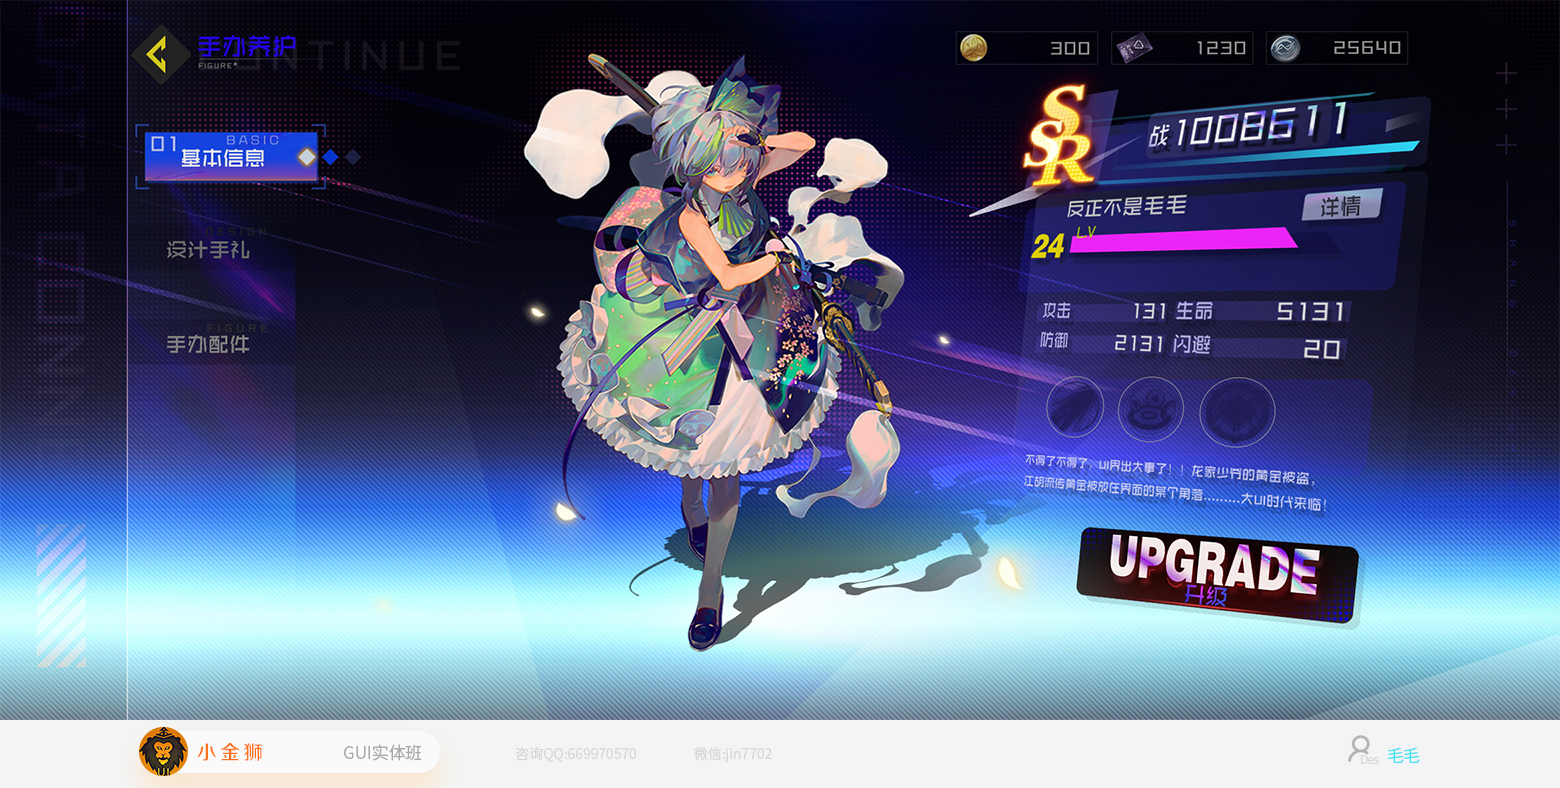 手办养护
FIGURE
CONTINUE
300
1230
25640
01
BASIC
基本信息
DESIGN
设计手礼
FIGURE
手办配件
SSR
战1008611
反正不是毛毛
详情
24
LV
攻击 131 生命 5131
防御 2131 闪避 20
不得了不得了，UI界出大事了！！龙家少爷的黄金被盗，
江湖流传黄金被放在界面的某个角落.........大UI时代来临！
UPGRADE
升级
小金狮
GUI实体班
咨询QQ:669970570
微信:jin7702
Des
毛毛